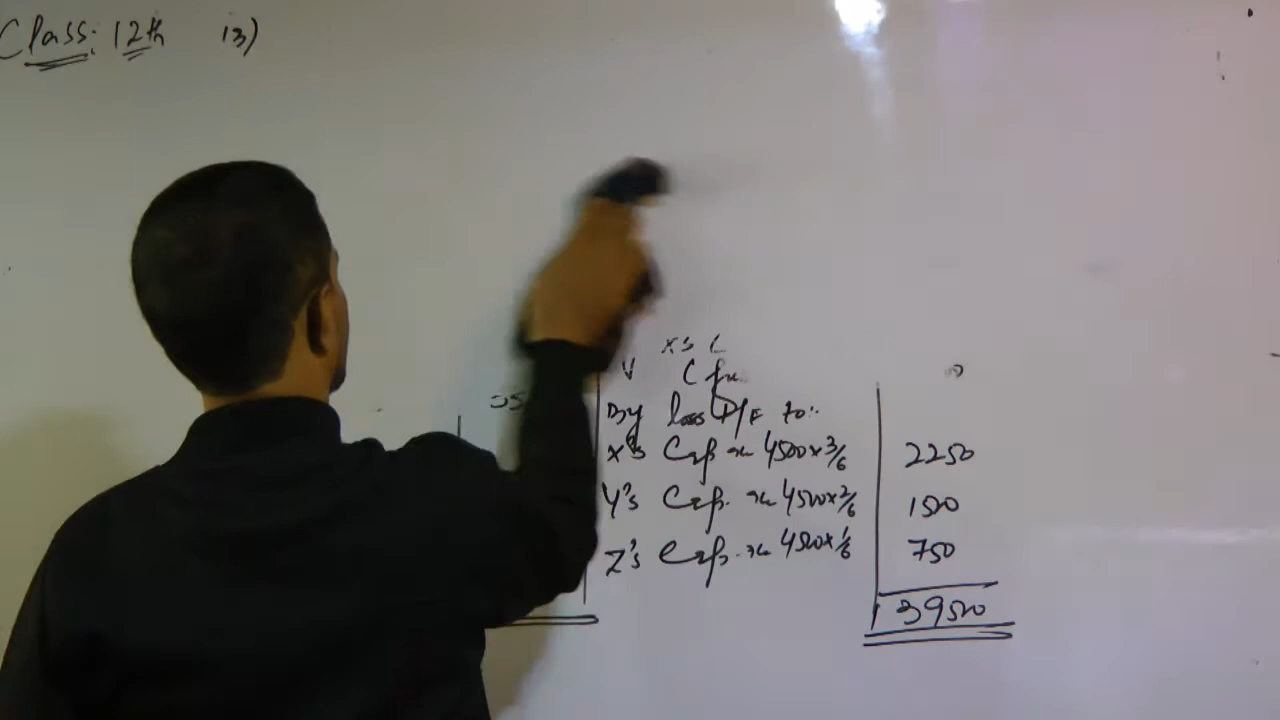 Class: 12th 13)
X's C
By loss T/F to:-
X's Cap a/c 4500 x 3/6 2250
Y's Cap. a/c 4500 x 2/6 1500
Z's Cap. a/c 4500 x 1/6 750
13950